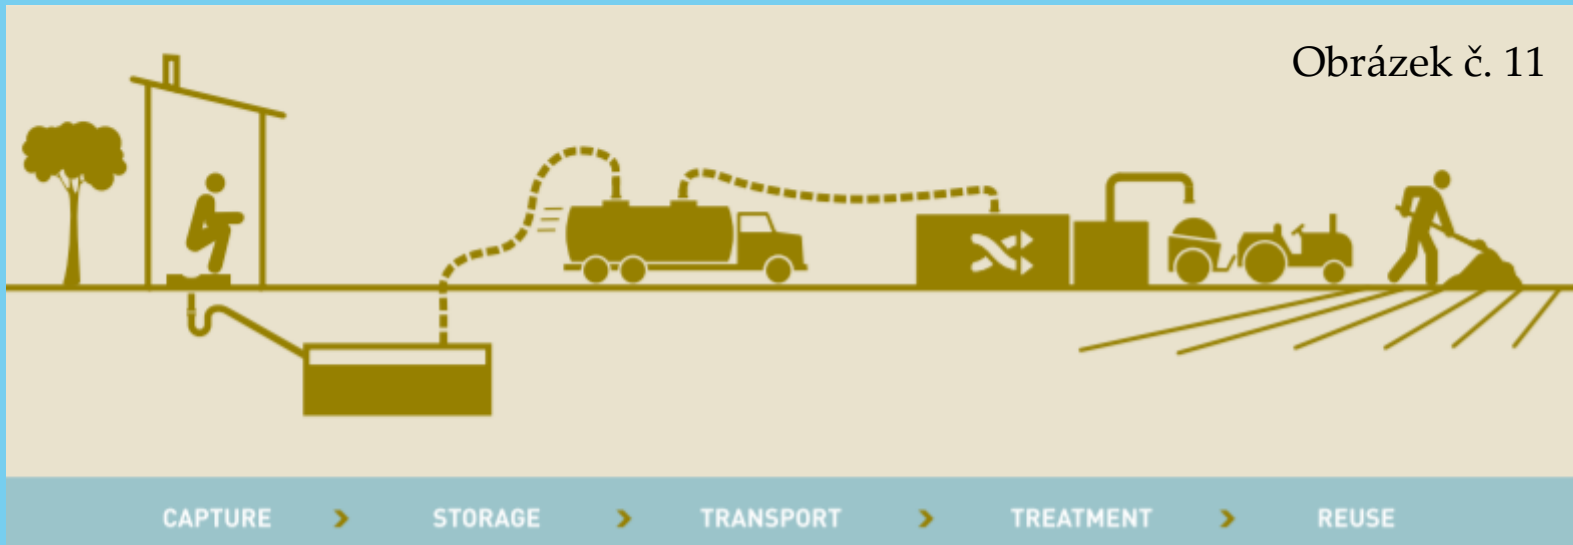 Obrázek č. 11
CAPTURE > STORAGE > TRANSPORT > TREATMENT > REUSE